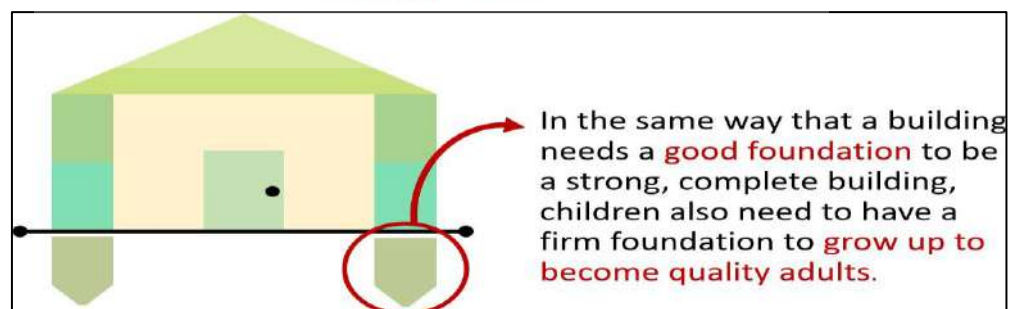 In the same way that a building
needs a good foundation to be
a strong, complete building,
children also need to have a
firm foundation to grow up to
become quality adults.